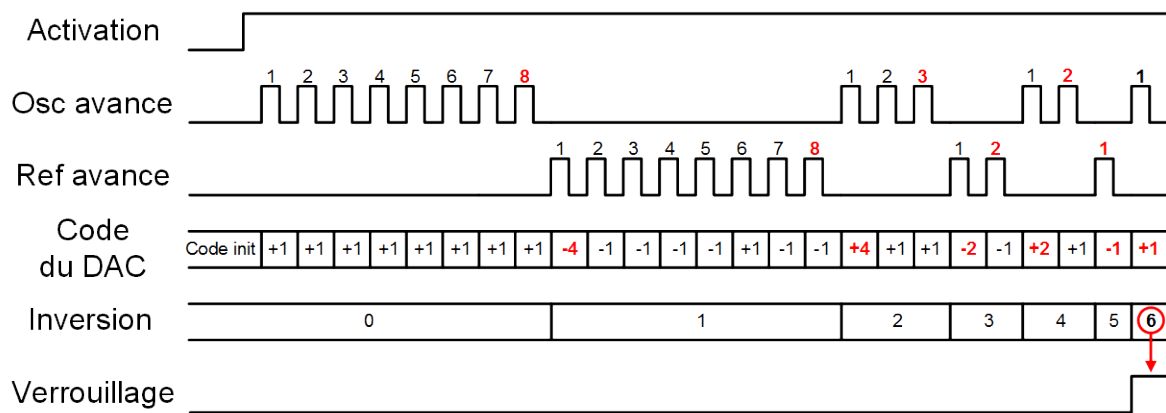 Activation
1 2 3 4 5 6 7 8 1 2 3 1 2 1
Osc avance
1 2 3 4 5 6 7 8 1 2 1
Ref avance
Code du DAC
Code init +1 +1 +1 +1 +1 +1 +1 +1 -4 -1 -1 -1 -1 +1 -1 -1 +4 +1 +1 -2 -1 +2 +1 -1 +1
Inversion 0 1 2 3 4 5 6
Verrouillage